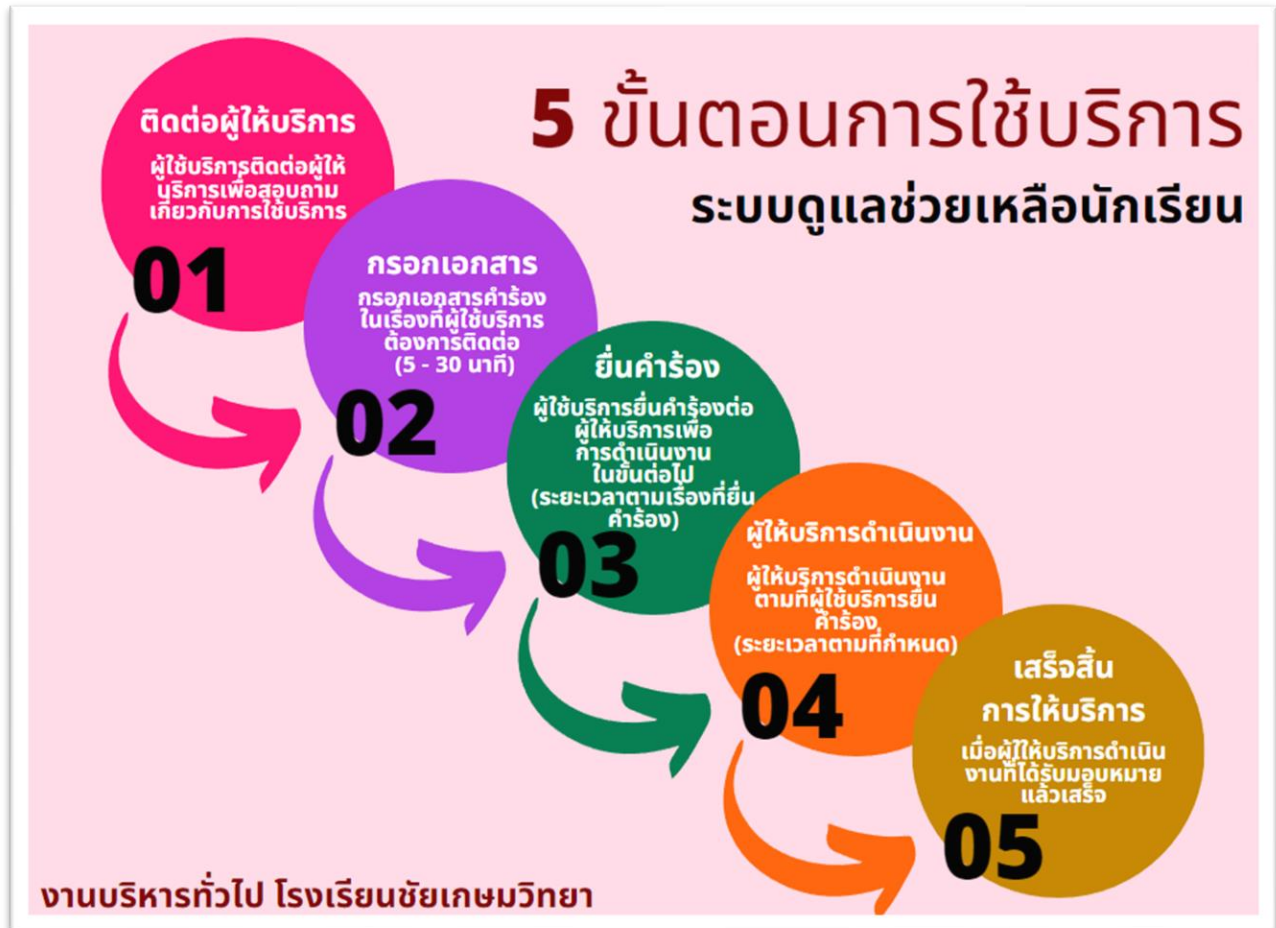 5 ขั้นตอนการใช้บริการ
ระบบดูแลช่วยเหลือนักเรียน
ติดต่อผู้ให้บริการ
ผู้ใช้บริการติดต่อผู้ให้
บริการเพื่อสอบถาม
เกี่ยวกับการใช้บริการ
01
กรอกเอกสาร
กรอกเอกสารคำร้อง
ในเรื่องที่ผู้ใช้บริการ
ต้องการติดต่อ
(5 - 30 นาที)
02
ยื่นคำร้อง
ผู้ใช้บริการยื่นคำร้องต่อ
ผู้ให้บริการเพื่อ
การดำเนินงาน
ในขั้นต่อไป
(ระยะเวลาตามเรื่องที่ยื่น
คำร้อง)
03
ผู้ให้บริการดำเนินงาน
ผู้ให้บริการดำเนินงาน
ตามที่ผู้ใช้บริการยื่น
คำร้อง
(ระยะเวลาตามที่กำหนด)
04
เสร็จสิ้น
การให้บริการ
เมื่อผู้ให้บริการดำเนิน
งานที่ได้รับมอบหมาย
แล้วเสร็จ
05
งานบริหารทั่วไป โรงเรียนชัยเกษมวิทยา